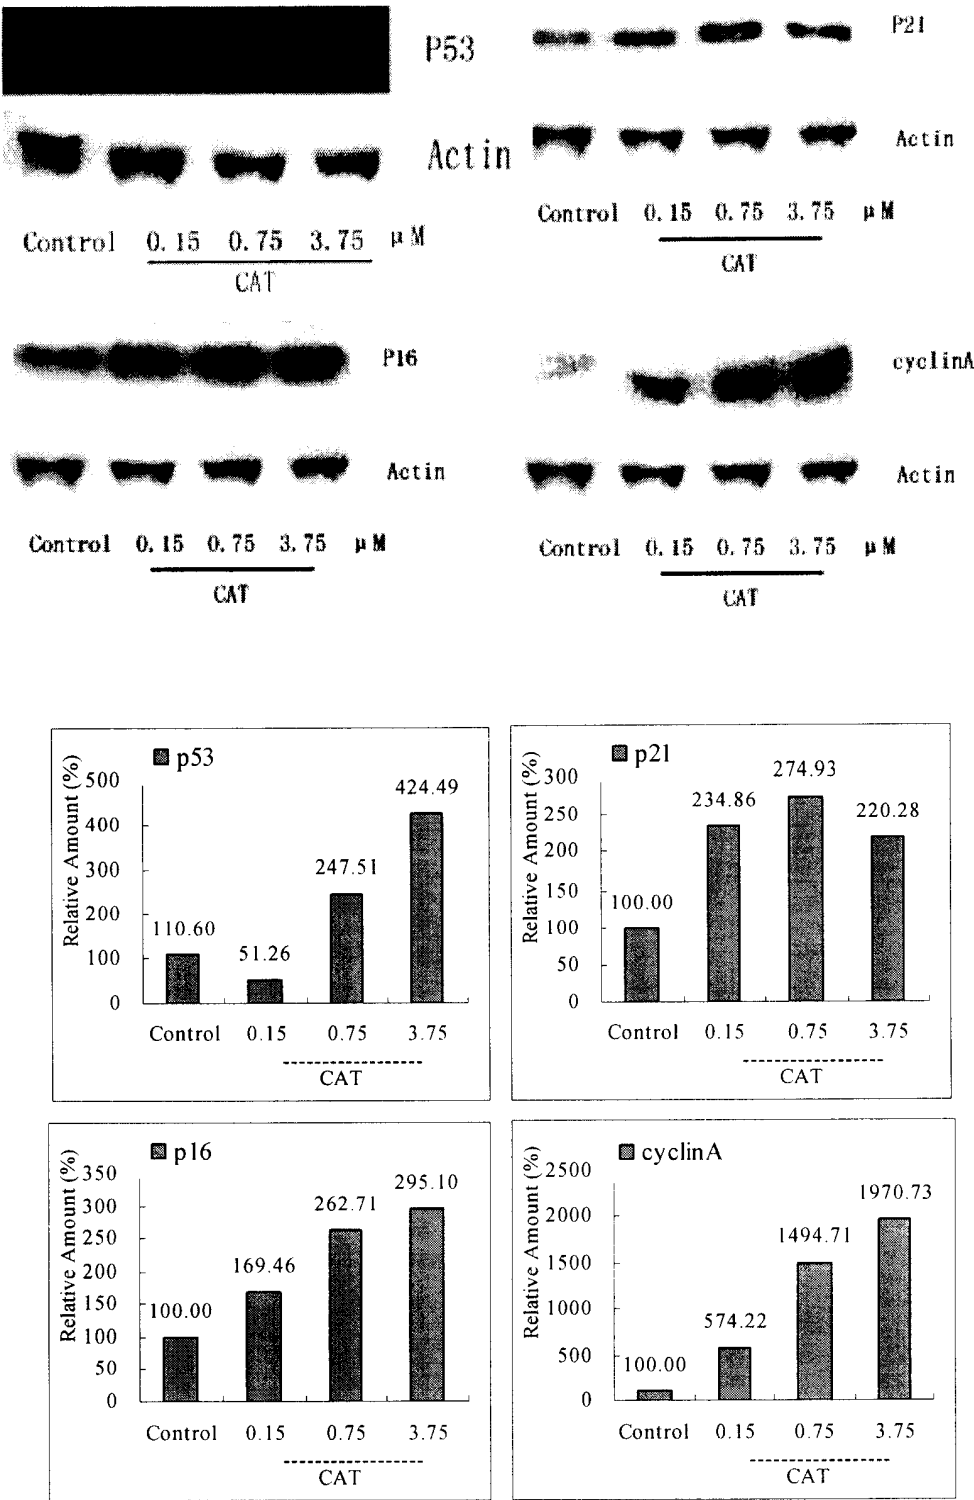 P53
Actin
Control 0.15 0.75 3.75 μM
CAT
P21
Actin
Control 0.15 0.75 3.75 μM
CAT
P16
Actin
Control 0.15 0.75 3.75 μM
CAT
cyclinA
Actin
Control 0.15 0.75 3.75 μM
CAT
p53
Relative Amount (%)
500
400
300
200
100
0
110.60
51.26
247.51
424.49
Control 0.15 0.75 3.75
CAT
p21
Relative Amount (%)
300
250
200
150
100
50
0
100.00
234.86
274.93
220.28
Control 0.15 0.75 3.75
CAT
p16
Relative Amount (%)
350
300
250
200
150
100
50
0
100.00
169.46
262.71
295.10
Control 0.15 0.75 3.75
CAT
cyclinA
Relative Amount (%)
2500
2000
1500
1000
500
0
100.00
574.22
1494.71
1970.73
Control 0.15 0.75 3.75
CAT